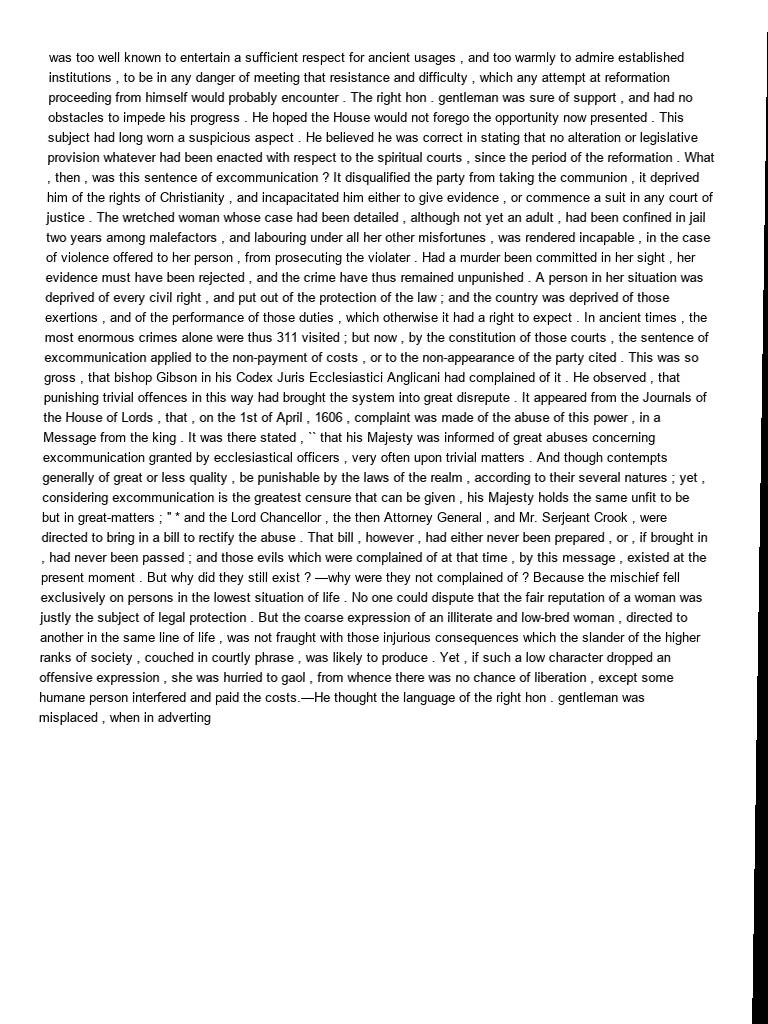 was too well known to entertain a sufficient respect for ancient usages , and too warmly to admire established
institutions , to be in any danger of meeting that resistance and difficulty , which any attempt at reformation
proceeding from himself would probably encounter . The right hon . gentleman was sure of support , and had no
obstacles to impede his progress . He hoped the House would not forego the opportunity now presented . This
subject had long worn a suspicious aspect . He believed he was correct in stating that no alteration or legislative
provision whatever had been enacted with respect to the spiritual courts , since the period of the reformation . What
, then , was this sentence of excommunication ? It disqualified the party from taking the communion , it deprived
him of the rights of Christianity , and incapacitated him either to give evidence , or commence a suit in any court of
justice . The wretched woman whose case had been detailed , although not yet an adult , had been confined in jail
two years among malefactors , and labouring under all her other misfortunes , was rendered incapable , in the case
of violence offered to her person , from prosecuting the violater . Had a murder been committed in her sight , her
evidence must have been rejected , and the crime have thus remained unpunished . A person in her situation was
deprived of every civil right , and put out of the protection of the law ; and the country was deprived of those
exertions , and of the performance of those duties , which otherwise it had a right to expect . In ancient times , the
most enormous crimes alone were thus 311 visited ; but now , by the constitution of those courts , the sentence of
excommunication applied to the non-payment of costs , or to the non-appearance of the party cited . This was so
gross , that bishop Gibson in his Codex Juris Ecclesiastici Anglicani had complained of it . He observed , that
punishing trivial offences in this way had brought the system into great disrepute . It appeared from the Journals of
the House of Lords , that , on the 1st of April , 1606 , complaint was made of the abuse of this power , in a
Message from the king . It was there stated , `` that his Majesty was informed of great abuses concerning
excommunication granted by ecclesiastical officers , very often upon trivial matters . And though contempts
generally of great or less quality , be punishable by the laws of the realm , according to their several natures ; yet ,
considering excommunication is the greatest censure that can be given , his Majesty holds the same unfit to be
but in great-matters ; " * and the Lord Chancellor , the then Attorney General , and Mr. Serjeant Crook , were
directed to bring in a bill to rectify the abuse . That bill , however , had either never been prepared , or , if brought in
, had never been passed ; and those evils which were complained of at that time , by this message , existed at the
present moment . But why did they still exist ? —why were they not complained of ? Because the mischief fell
exclusively on persons in the lowest situation of life . No one could dispute that the fair reputation of a woman was
justly the subject of legal protection . But the coarse expression of an illiterate and low-bred woman , directed to
another in the same line of life , was not fraught with those injurious consequences which the slander of the higher
ranks of society , couched in courtly phrase , was likely to produce . Yet , if such a low character dropped an
offensive expression , she was hurried to gaol , from whence there was no chance of liberation , except some
humane person interfered and paid the costs.—He thought the language of the right hon . gentleman was
misplaced , when in adverting